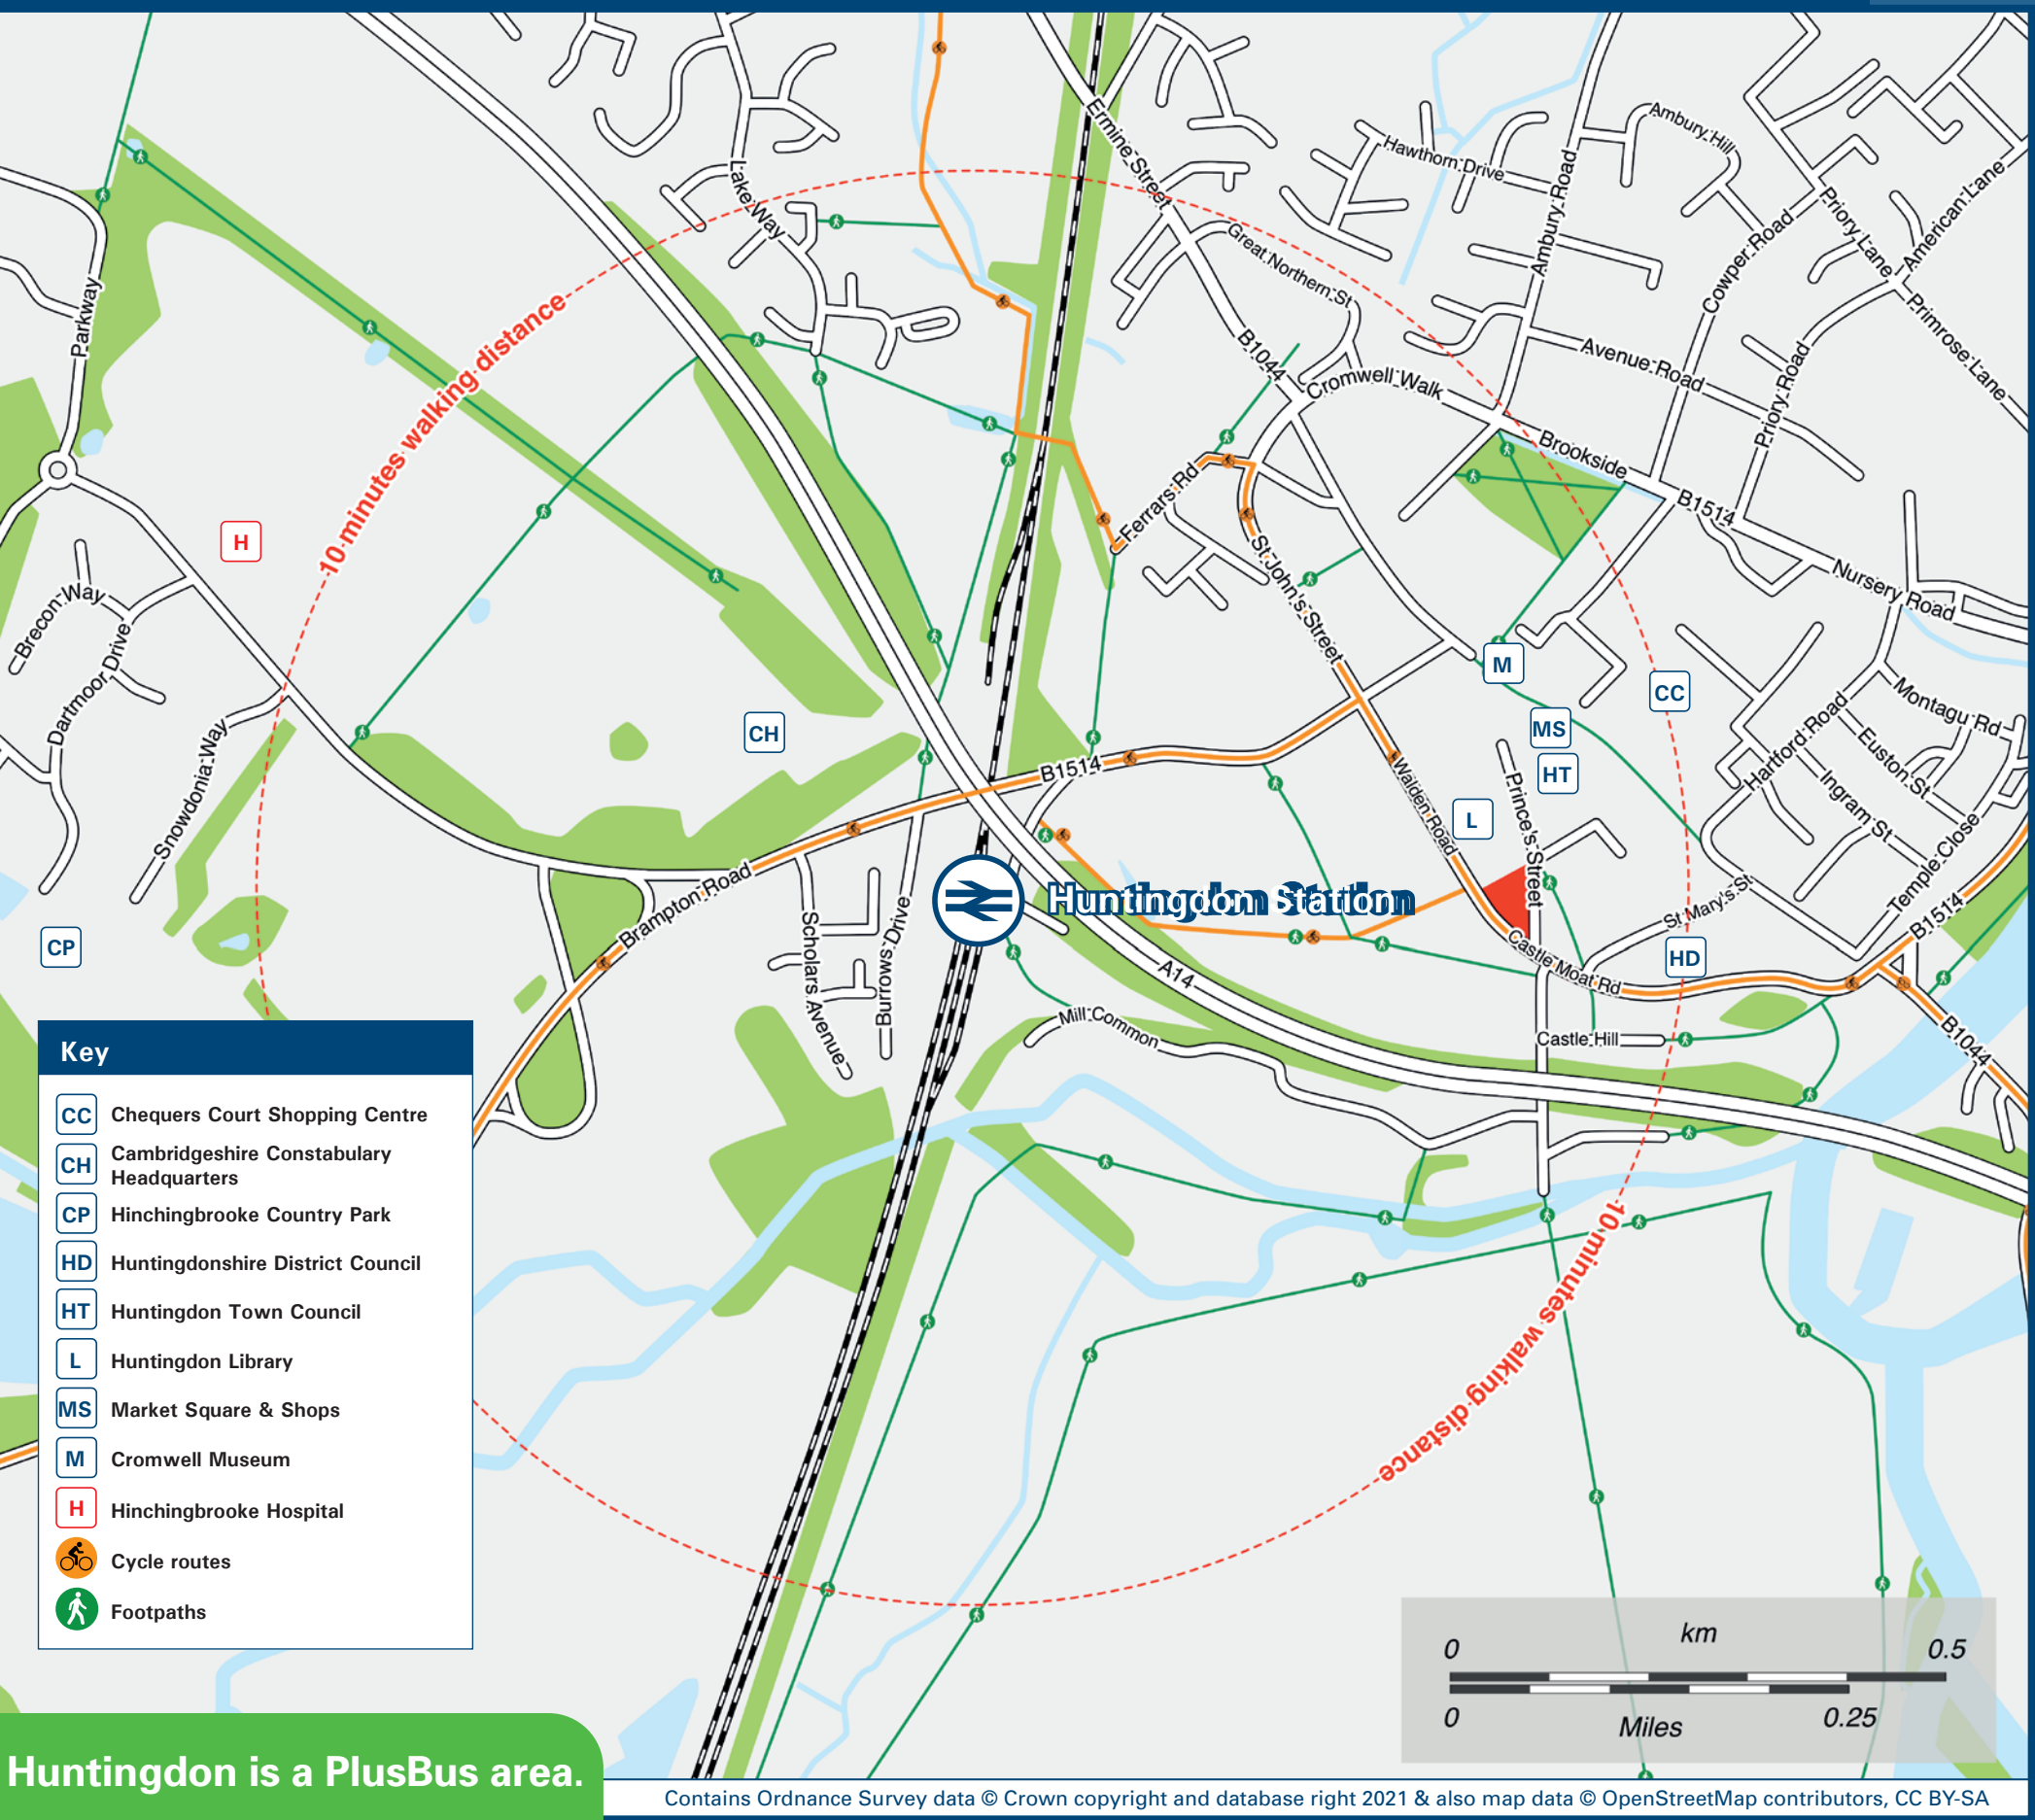 Ermine Street
Hawthorn Drive
Ambury Hill
Ambury Road
Lake Way
Great Northern St
Cowper Road
Priory Lane
American Lane
Primrose Lane
Parkway
10 minutes walking distance
B1044
Cromwell Walk
Avenue Road
Priory Road
Brookside
B1514
Nursery Road
Ferrars Rd
St John's Street
H
Brecon Way
Dartmoor Drive
Snowdonia Way
M
CC
MS
HT
L
CH
Montagu Rd
Hartford Road
Euston St
Ingram St
Temple Close
B1514
Walden Road
Prince's Street
St Mary's St
B1514
Brampton Road
Scholars Avenue
Burrows Drive
Huntingdon Station
CP
HD
A14
Castle Moat Rd
Mill Common
Castle Hill
B1044
10 minutes walking distance
Key
CC Chequers Court Shopping Centre
CH Cambridgeshire Constabulary
Headquarters
CP Hinchingbrooke Country Park
HD Huntingdonshire District Council
HT Huntingdon Town Council
L Huntingdon Library
MS Market Square & Shops
M Cromwell Museum
H Hinchingbrooke Hospital
Cycle routes
Footpaths
km
0 0.5
0 0.25
Miles
Huntingdon is a PlusBus area.
Contains Ordnance Survey data © Crown copyright and database right 2021 & also map data © OpenStreetMap contributors, CC BY-SA